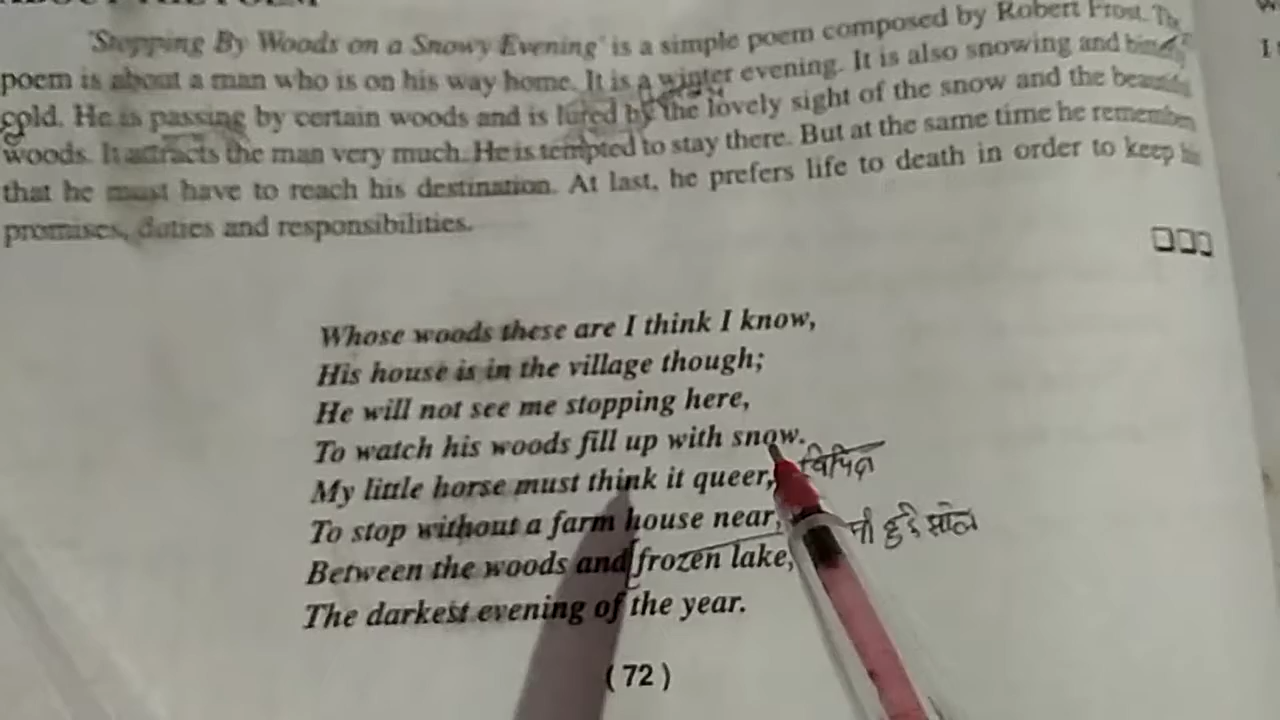 ABOUT THE POEM
'Stopping By Woods on a Snowy Evening' is a simple poem composed by Robert Frost. The
poem is about a man who is on his way home. It is a winter evening. It is also snowing and
cold. He is passing by certain woods and is lured by the lovely sight of the snow and the
woods. It attracts the man very much. He is tempted to stay there. But at the same time he
that he must have to reach his destination. At last, he prefers life to death in order to keep his
promises, duties and responsibilities.
Whose woods these are I think I know,
His house is in the village though;
He will not see me stopping here,
To watch his woods fill up with snow.
My little horse must think it queer,
To stop without a farm house near,
Between the woods and frozen lake,
The darkest evening of the year.
( 72 )